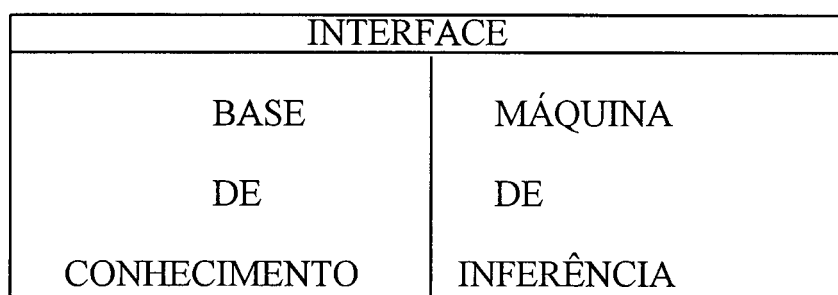 INTERFACE
BASE
DE
CONHECIMENTO
MÁQUINA
DE
INFERÊNCIA